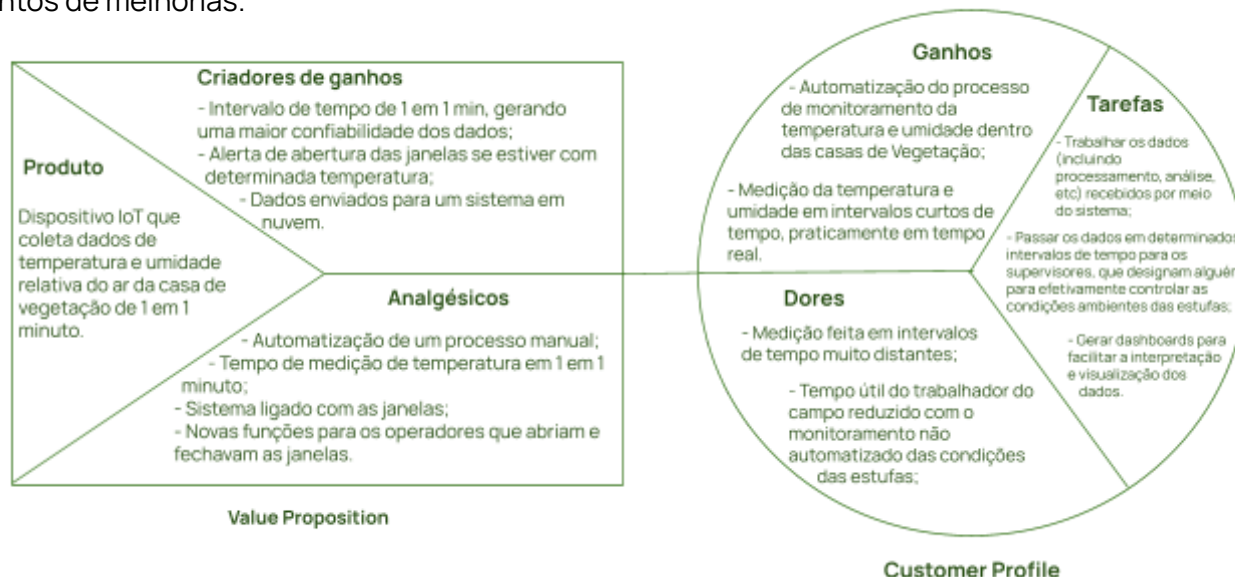 ntos de melhorias.
Criadores de ganhos
- Intervalo de tempo de 1 em 1 min, gerando
uma maior confiabilidade dos dados;
- Alerta de abertura das janelas se estiver com
determinada temperatura;
- Dados enviados para um sistema em
nuvem.
Produto
Dispositivo IoT que
coleta dados de
temperatura e umidade
relativa do ar da casa de
vegetação de 1 em 1
minuto.
Analgésicos
- Automatização de um processo manual;
- Tempo de medição de temperatura em 1 em 1
minuto;
- Sistema ligado com as janelas;
- Novas funções para os operadores que abriam e
fechavam as janelas.
Value Proposition
Ganhos
- Automatização do processo
de monitoramento da
temperatura e umidade dentro
das casas de Vegetação;
- Medição da temperatura e
umidade em intervalos curtos de
tempo, praticamente em tempo
real.
Tarefas
- Trabalhar os dados
(incluindo
processamento, análise,
etc) recebidos por meio
do sistema;
- Passar os dados em determinados
intervalos de tempo para os
supervisores, que designam alguém
para efetivamente controlar as
condições ambientes das estufas;
- Gerar dashboards para
facilitar a interpretação
e visualização dos
dados.
Dores
- Medição feita em intervalos
de tempo muito distantes;
- Tempo útil do trabalhador do
campo reduzido com o
monitoramento não
automatizado das condições
das estufas;
Customer Profile